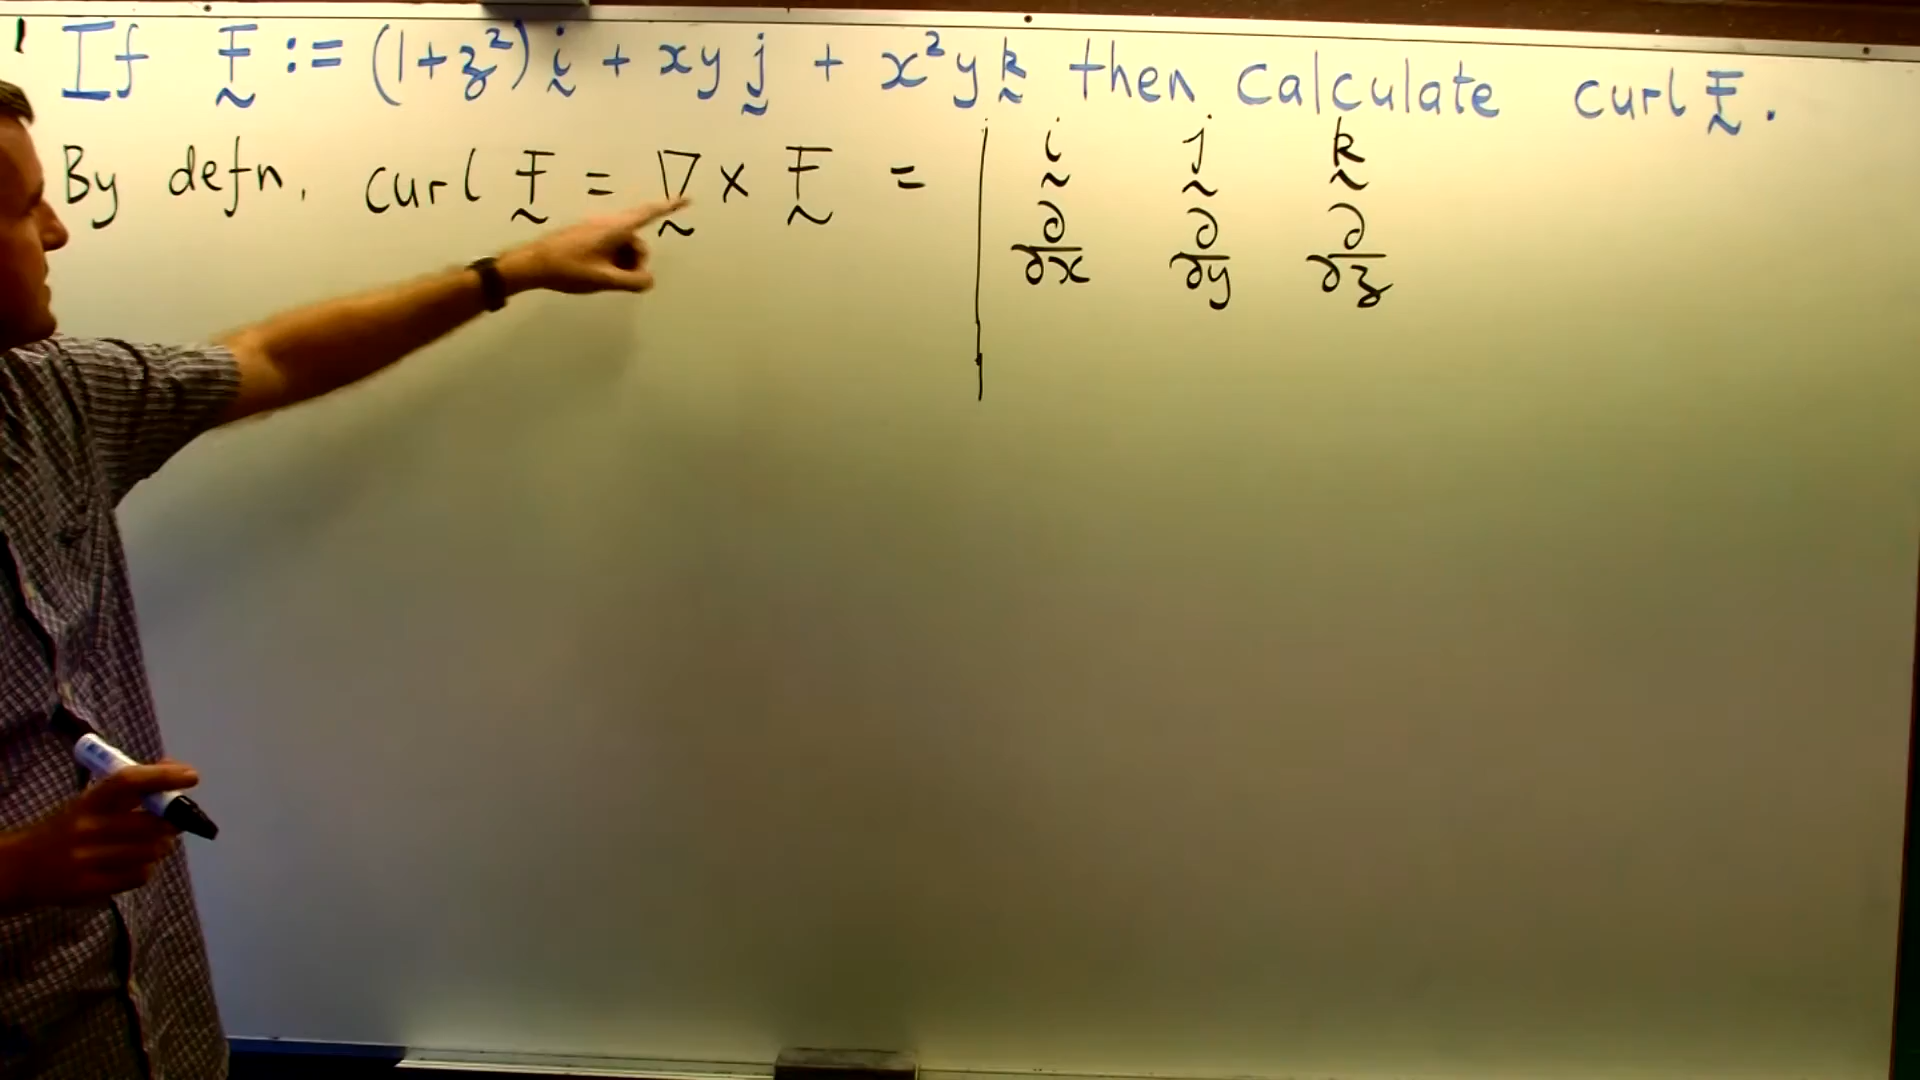 If F̰ := (1+z²) ḭ + xy j̰ + x²y k̰ then calculate curl F̰.
By defn, curl F̰ = ∇̰ × F̰ = | ḭ j̰ k̰
∂/∂x ∂/∂y ∂/∂z